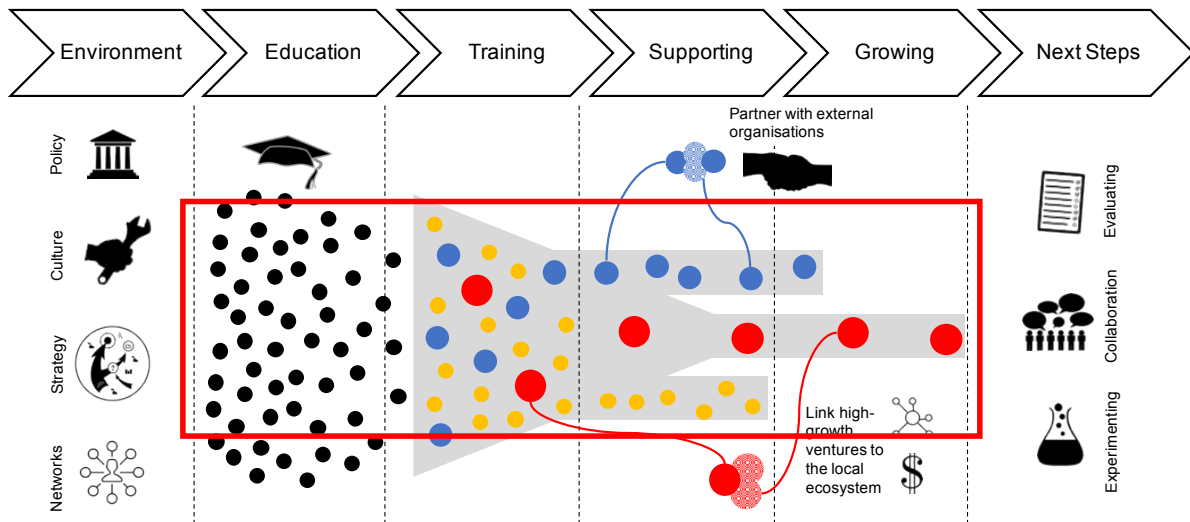 Environment
Education
Training
Supporting
Growing
Next Steps
Policy
Culture
Strategy
Networks
Partner with external
organisations
Link high-
growth
ventures to
the local
ecosystem
$
Evaluating
Collaboration
Experimenting